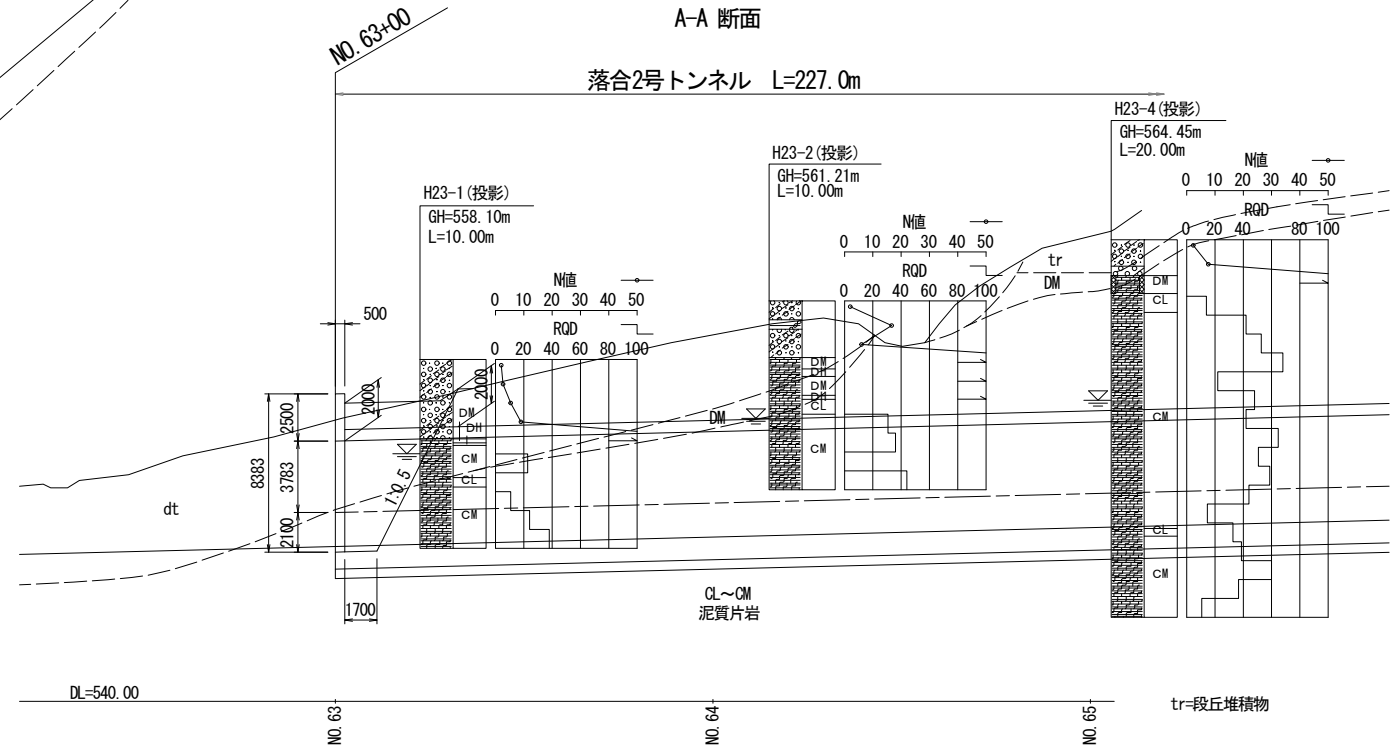 A-A 断面
NO.63+00
落合2号トンネル L=227.0m
H23-4(投影)
GH=564.45m
L=20.00m
N値
0 10 20 30 40 50
RQD
0 20 40 80 100
H23-2(投影)
GH=561.21m
L=10.00m
N値
0 10 20 30 40 50
RQD
0 20 40 60 80 100
H23-1(投影)
GH=558.10m
L=10.00m
N値
0 10 20 30 40 50
RQD
0 20 40 60 80 100
tr
DM
DM
CL
CM
CL
CM
DM
DH
DM
DH
CL
CM
DM
DM
DH
CM
CL
CM
500
2000
2000
2500
8383
3783
2100
1:0.5
1700
dt
CL～CM
泥質片岩
DL=540.00
NO.63
NO.64
NO.65
tr=段丘堆積物